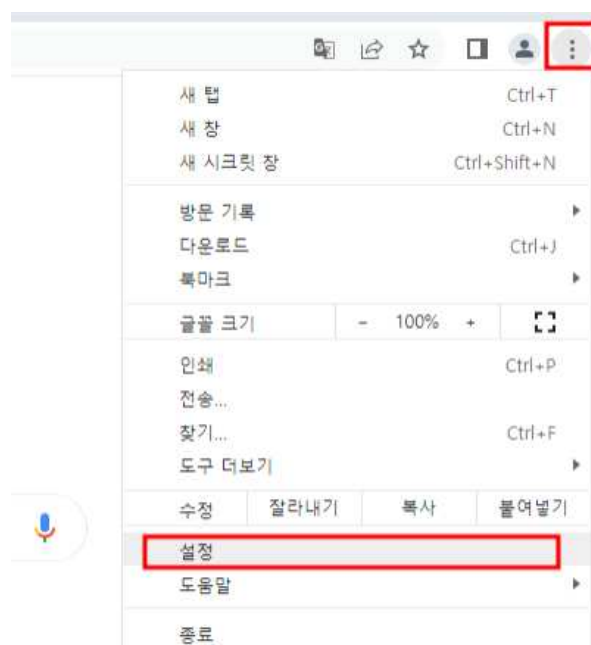 새 탭 Ctrl+T
새 창 Ctrl+N
새 시크릿 창 Ctrl+Shift+N
방문 기록
다운로드 Ctrl+J
북마크
글꼴 크기 - 100% +
인쇄 Ctrl+P
전송...
찾기... Ctrl+F
도구 더보기
수정 잘라내기 복사 붙여넣기
설정
도움말
종료